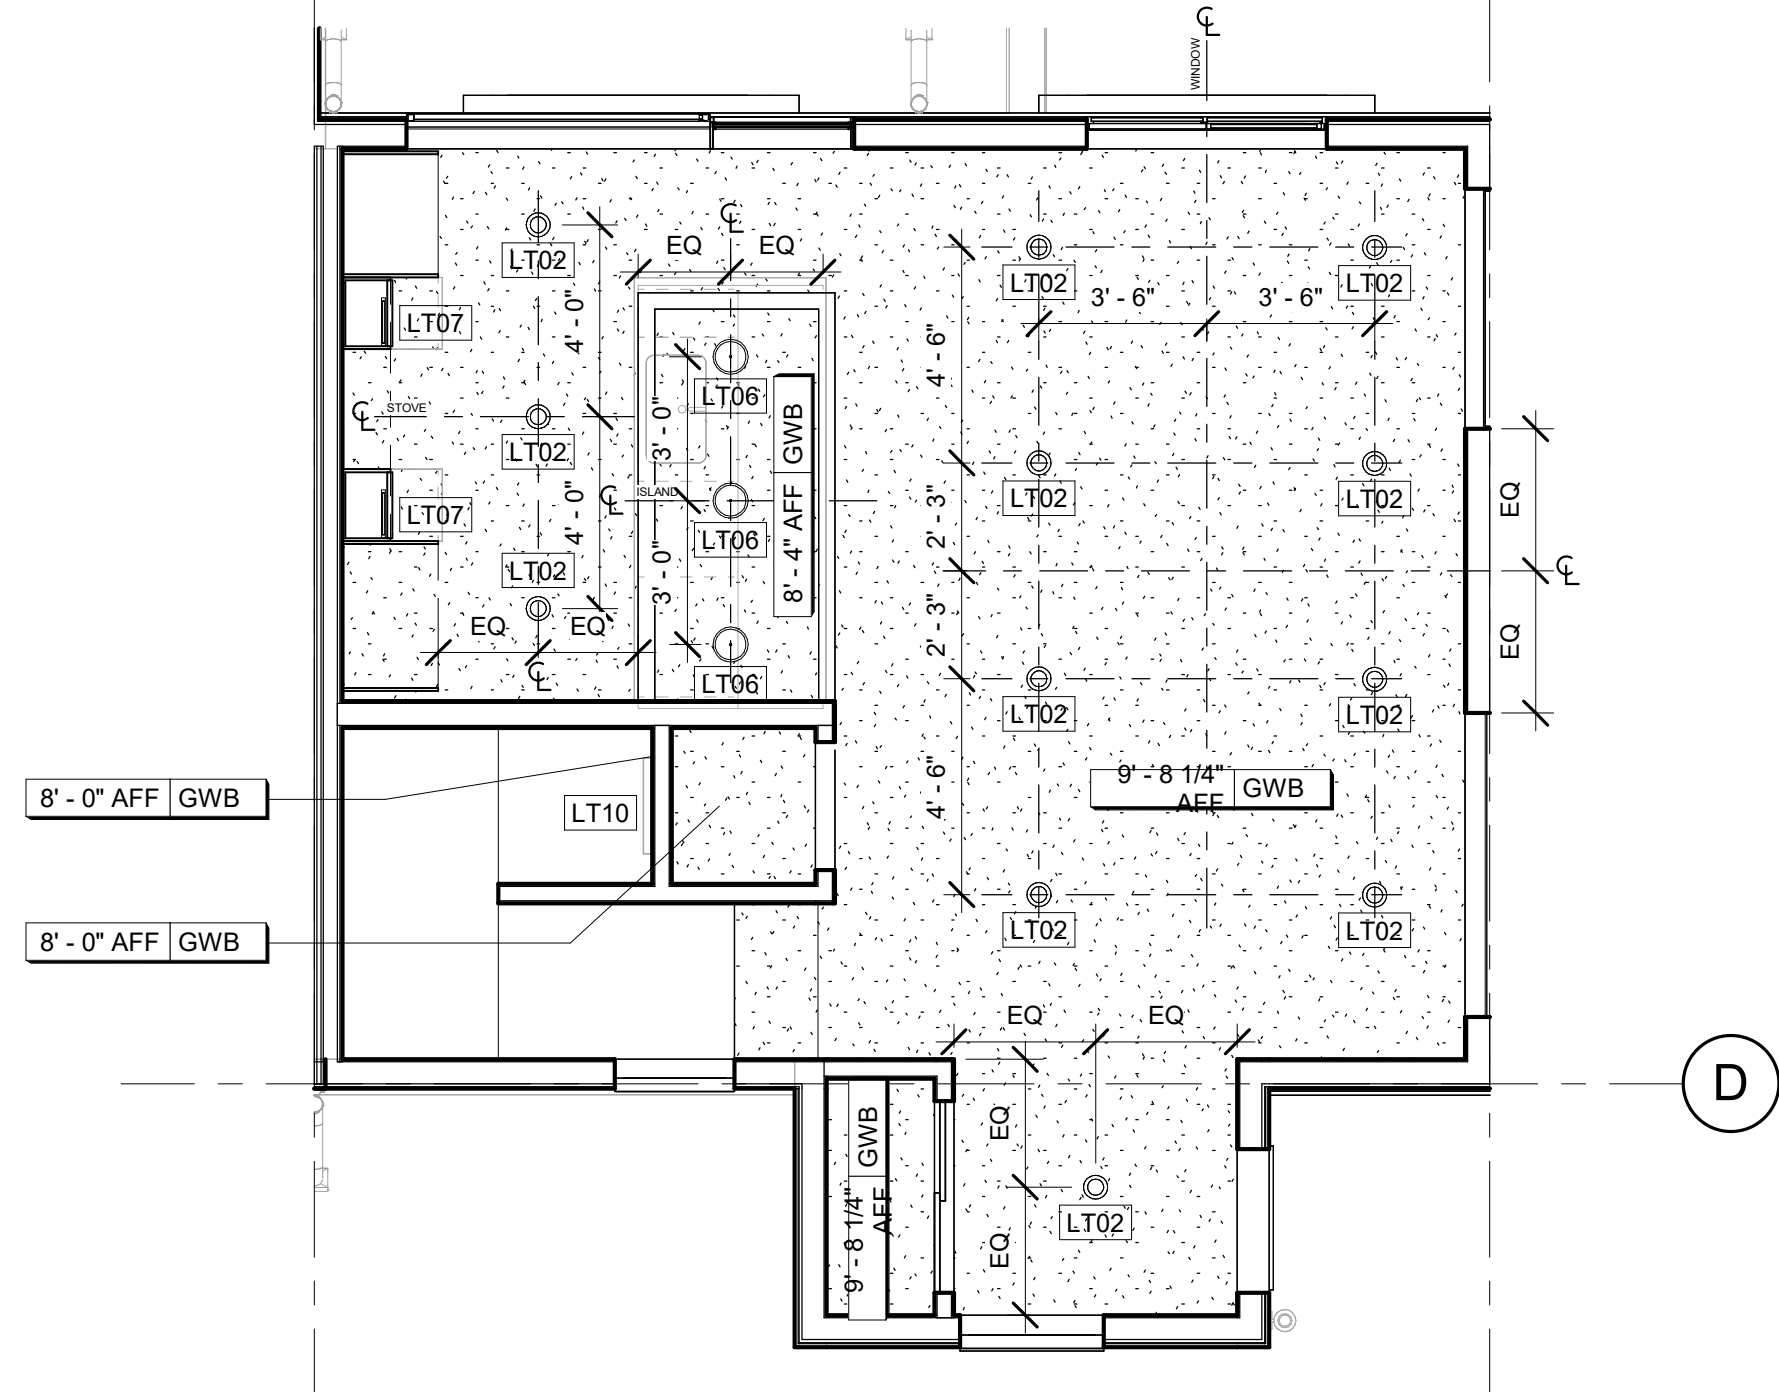 ℄
WINDOW
℄
EQ
EQ
LT02
LT02
LT02
3' - 6"
3' - 6"
LT07
4' - 0"
4' - 6"
LT06
℄
STOVE
3' - 0"
8' - 4" AFF
GWB
LT02
℄
ISLAND
LT02
LT02
EQ
LT07
4' - 0"
2' - 3"
LT06
LT02
3' - 0"
℄
EQ
EQ
2' - 3"
EQ
℄
LT06
LT02
LT02
8' - 0" AFF
GWB
LT10
4' - 6"
9' - 8 1/4"
AFF
GWB
8' - 0" AFF
GWB
LT02
LT02
EQ
EQ
D
EQ
9' - 8 1/4"
AFF
GWB
LT02
EQ